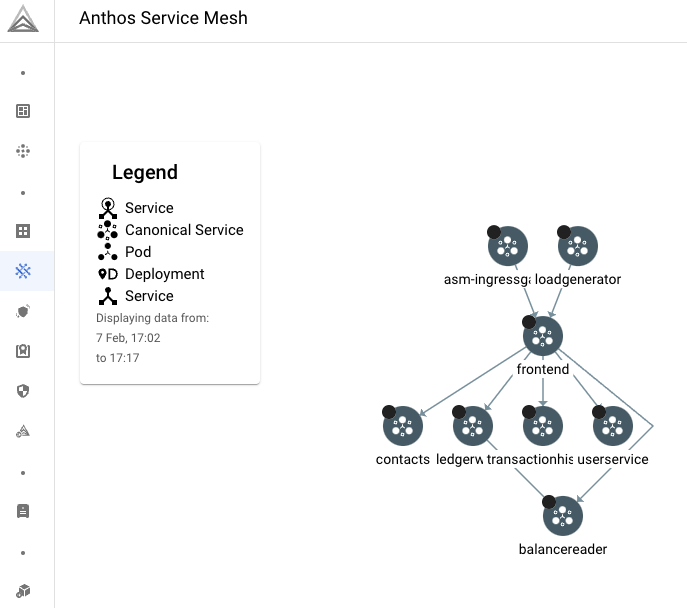 Anthos Service Mesh
Legend
Service
Canonical Service
Pod
Deployment
Service
Displaying data from:
7 Feb, 17:02
to 17:17
asm-ingressga loadgenerator
frontend
contacts ledgerw transactionhis userservice
balancereader